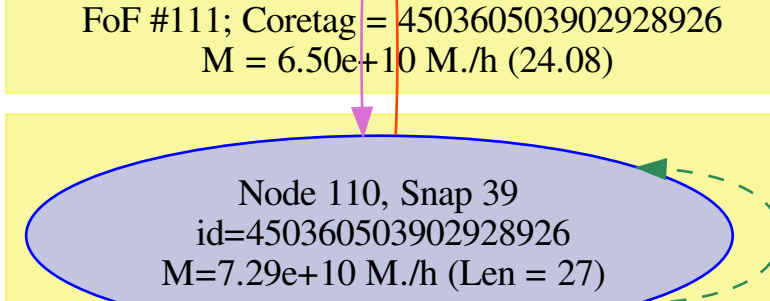 FoF #111; Coretag = 450360503902928926
M = 6.50e+10 M./h (24.08)
Node 110, Snap 39
id=450360503902928926
M=7.29e+10 M./h (Len = 27)